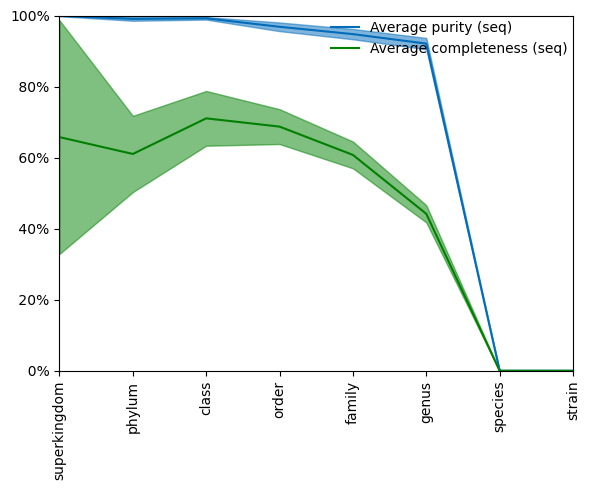 100%
80%
60%
40%
20%
0%
Average purity (seq)
Average completeness (seq)
superkingdom
phylum
class
order
family
genus
species
strain